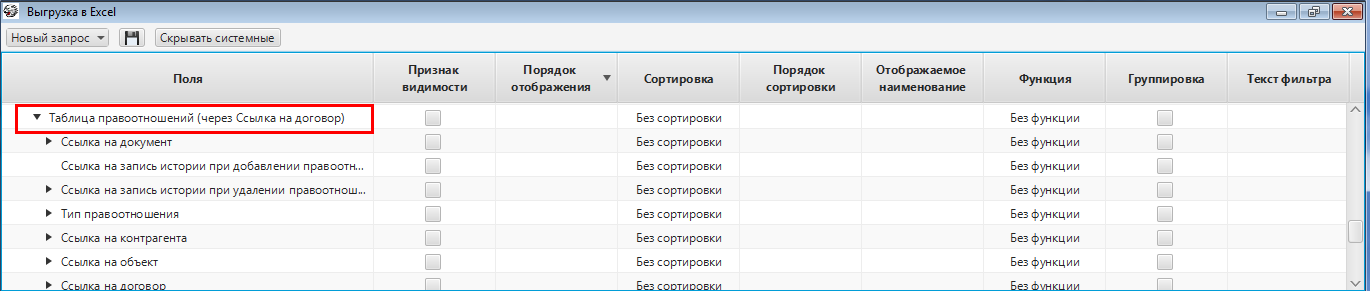 Выгрузка в Excel
Новый запрос Скрывать системные
Поля Признак видимости Порядок отображения Сортировка Порядок сортировки Отображаемое наименование Функция Группировка Текст фильтра
Таблица правоотношений (через Ссылка на договор) Без сортировки Без функции
Ссылка на документ Без сортировки Без функции
Ссылка на запись истории при добавлении правоотн... Без сортировки Без функции
Ссылка на запись истории при удалении правоотнош... Без сортировки Без функции
Тип правоотношения Без сортировки Без функции
Ссылка на контрагента Без сортировки Без функции
Ссылка на объект Без сортировки Без функции
Ссылка на договор Без сортировки Без функции